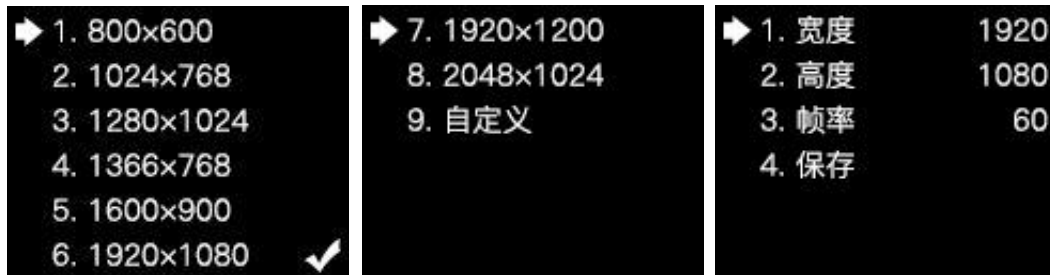 1. 800×600
2. 1024×768
3. 1280×1024
4. 1366×768
5. 1600×900
6. 1920×1080
7. 1920×1200
8. 2048×1024
9. 自定义
1. 宽度 1920
2. 高度 1080
3. 帧率 60
4. 保存